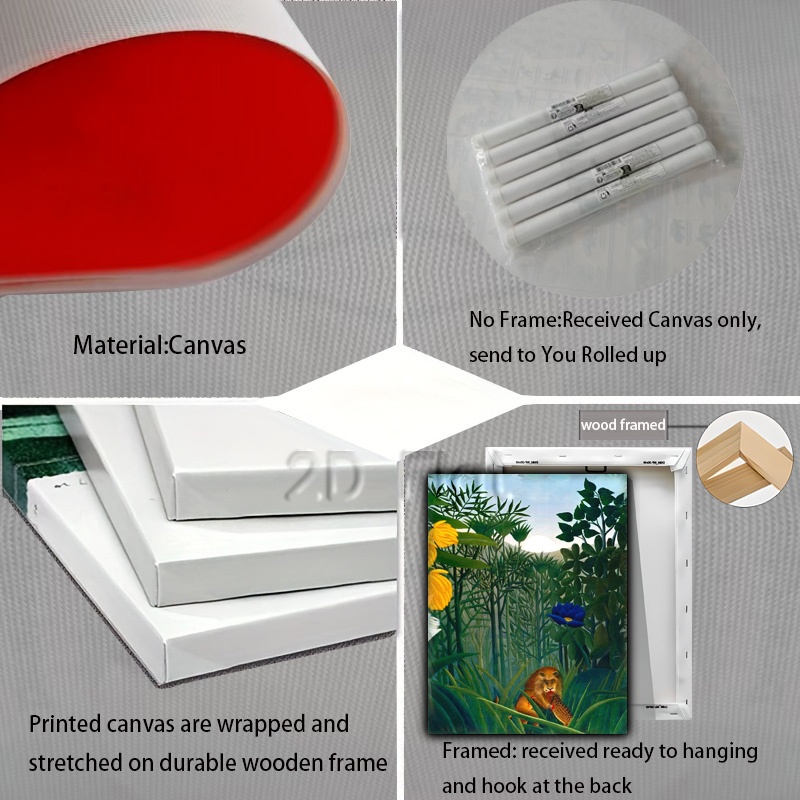 Material:Canvas
No Frame:Received Canvas only,
send to You Rolled up
2D
wood framed
Printed canvas are wrapped and
stretched on durable wooden frame
Framed: received ready to hanging
and hook at the back